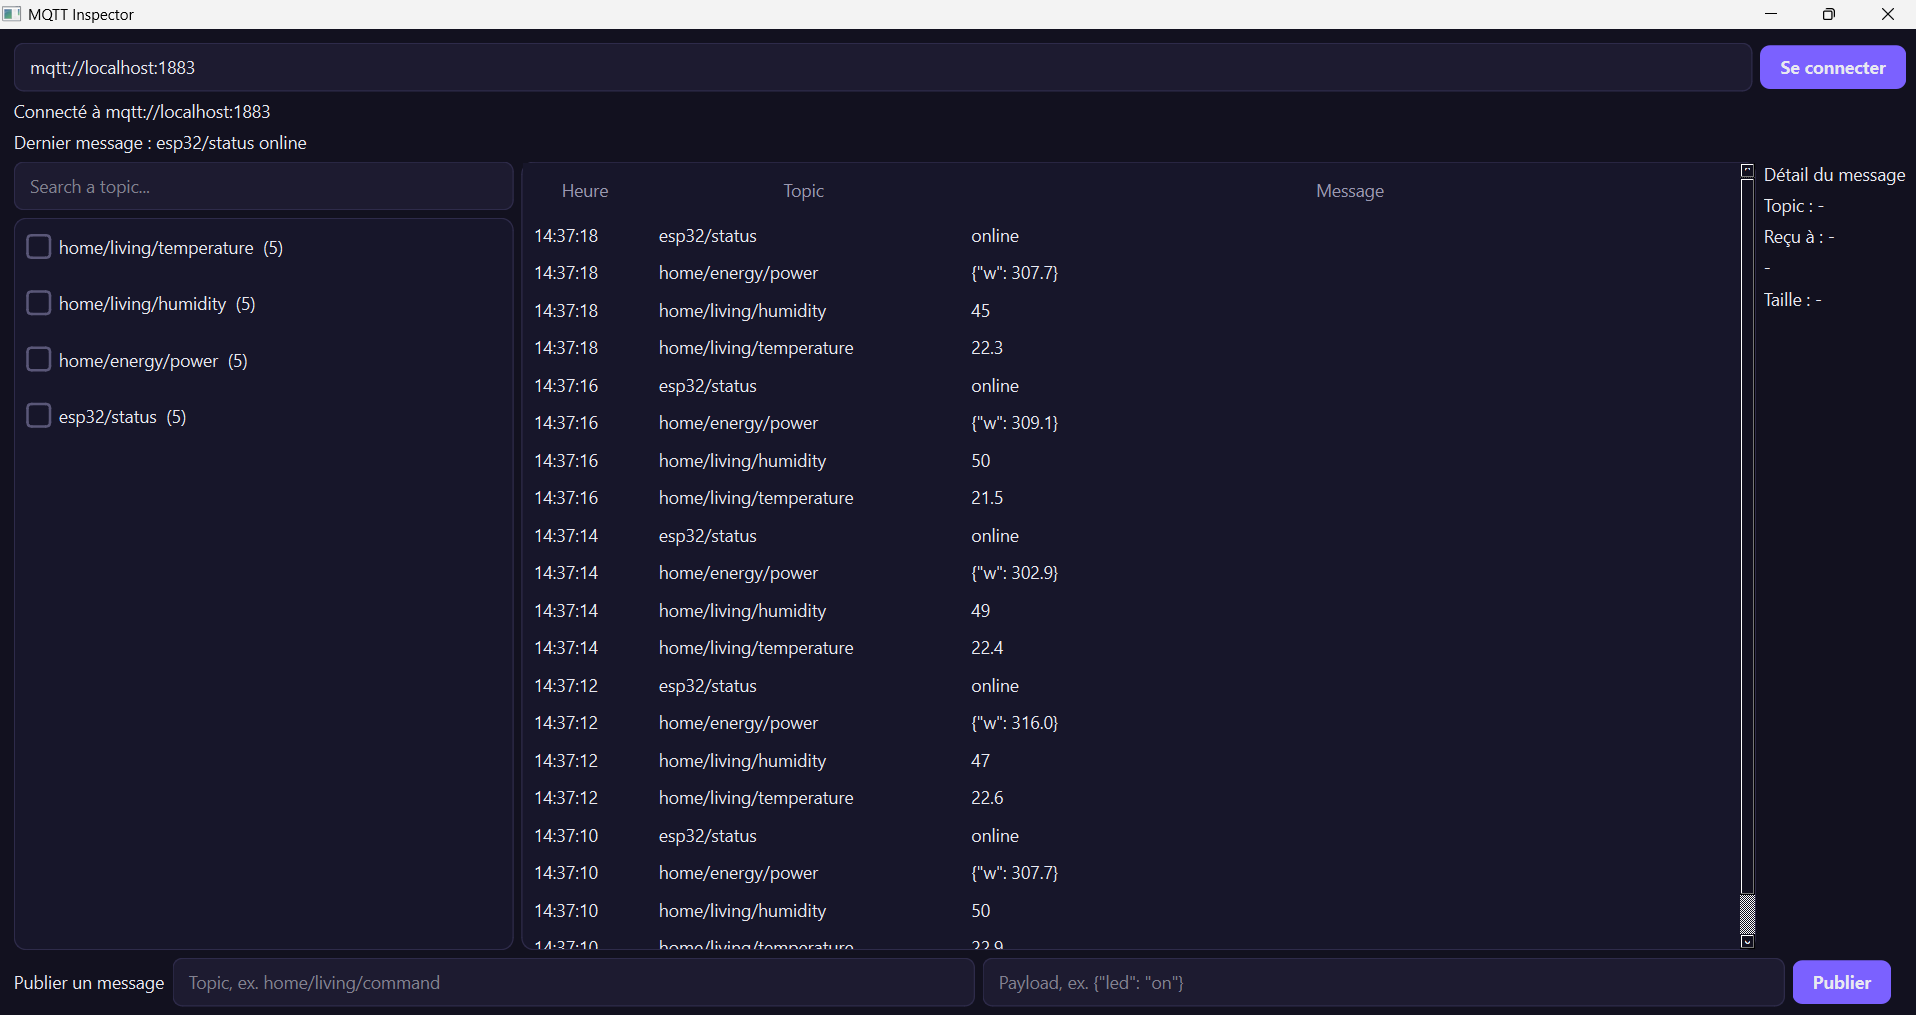 MQTT Inspector
mqtt://localhost:1883
Se connecter
Connecté à mqtt://localhost:1883
Dernier message : esp32/status online
Search a topic...
home/living/temperature (5)
home/living/humidity (5)
home/energy/power (5)
esp32/status (5)
Heure Topic Message
14:37:18 esp32/status online
14:37:18 home/energy/power {"w": 307.7}
14:37:18 home/living/humidity 45
14:37:18 home/living/temperature 22.3
14:37:16 esp32/status online
14:37:16 home/energy/power {"w": 309.1}
14:37:16 home/living/humidity 50
14:37:16 home/living/temperature 21.5
14:37:14 esp32/status online
14:37:14 home/energy/power {"w": 302.9}
14:37:14 home/living/humidity 49
14:37:14 home/living/temperature 22.4
14:37:12 esp32/status online
14:37:12 home/energy/power {"w": 316.0}
14:37:12 home/living/humidity 47
14:37:12 home/living/temperature 22.6
14:37:10 esp32/status online
14:37:10 home/energy/power {"w": 307.7}
14:37:10 home/living/humidity 50
14:37:10 home/living/temperature 22.9
Détail du message
Topic : -
Reçu à : -
-
Taille : -
Publier un message
Topic, ex. home/living/command
Payload, ex. {"led": "on"}
Publier